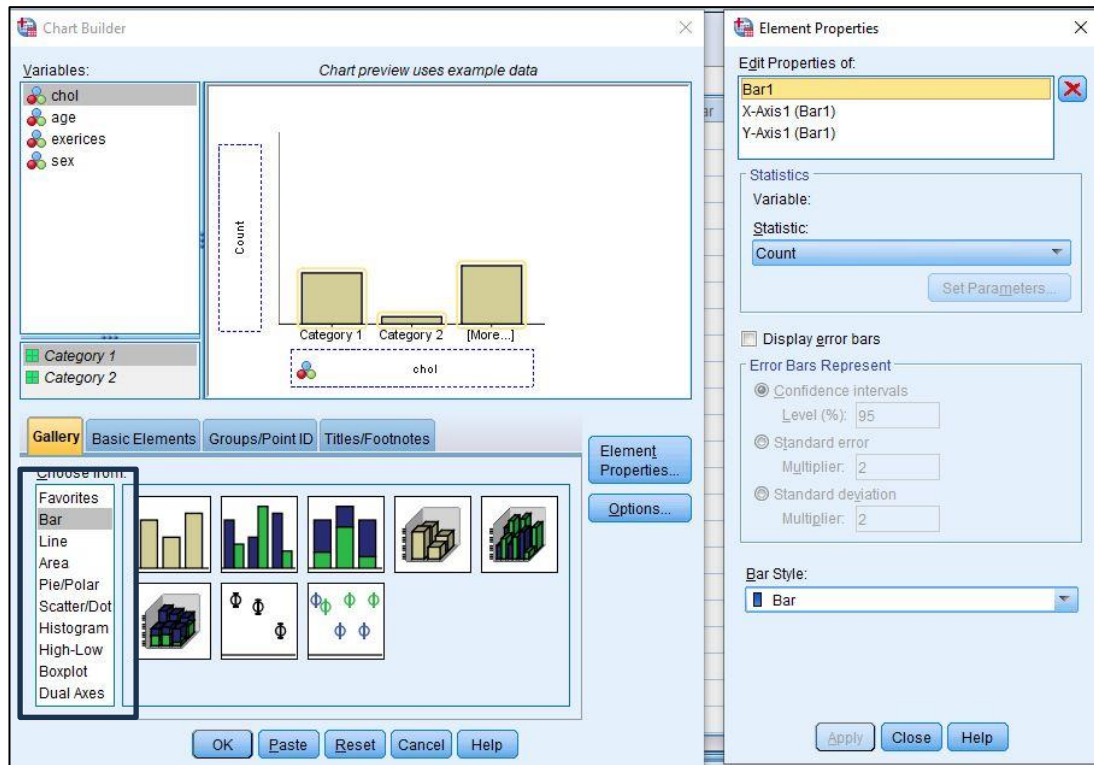 Chart Builder
Variables:
Chart preview uses example data
chol
age
exerices
sex
Count
Category 1 Category 2 [More...]
chol
Category 1
Category 2
Gallery Basic Elements Groups/Point ID Titles/Footnotes
Choose from:
Favorites
Bar
Line
Area
Pie/Polar
Scatter/Dot
Histogram
High-Low
Boxplot
Dual Axes
Element
Properties...
Options...
OK Paste Reset Cancel Help
ar
Element Properties
Edit Properties of:
Bar1
X-Axis1 (Bar1)
Y-Axis1 (Bar1)
Statistics
Variable:
Statistic:
Count
Set Parameters...
Display error bars
Error Bars Represent
Confidence intervals
Level (%): 95
Standard error
Multiplier: 2
Standard deviation
Multiplier: 2
Bar Style:
Bar
Apply Close Help